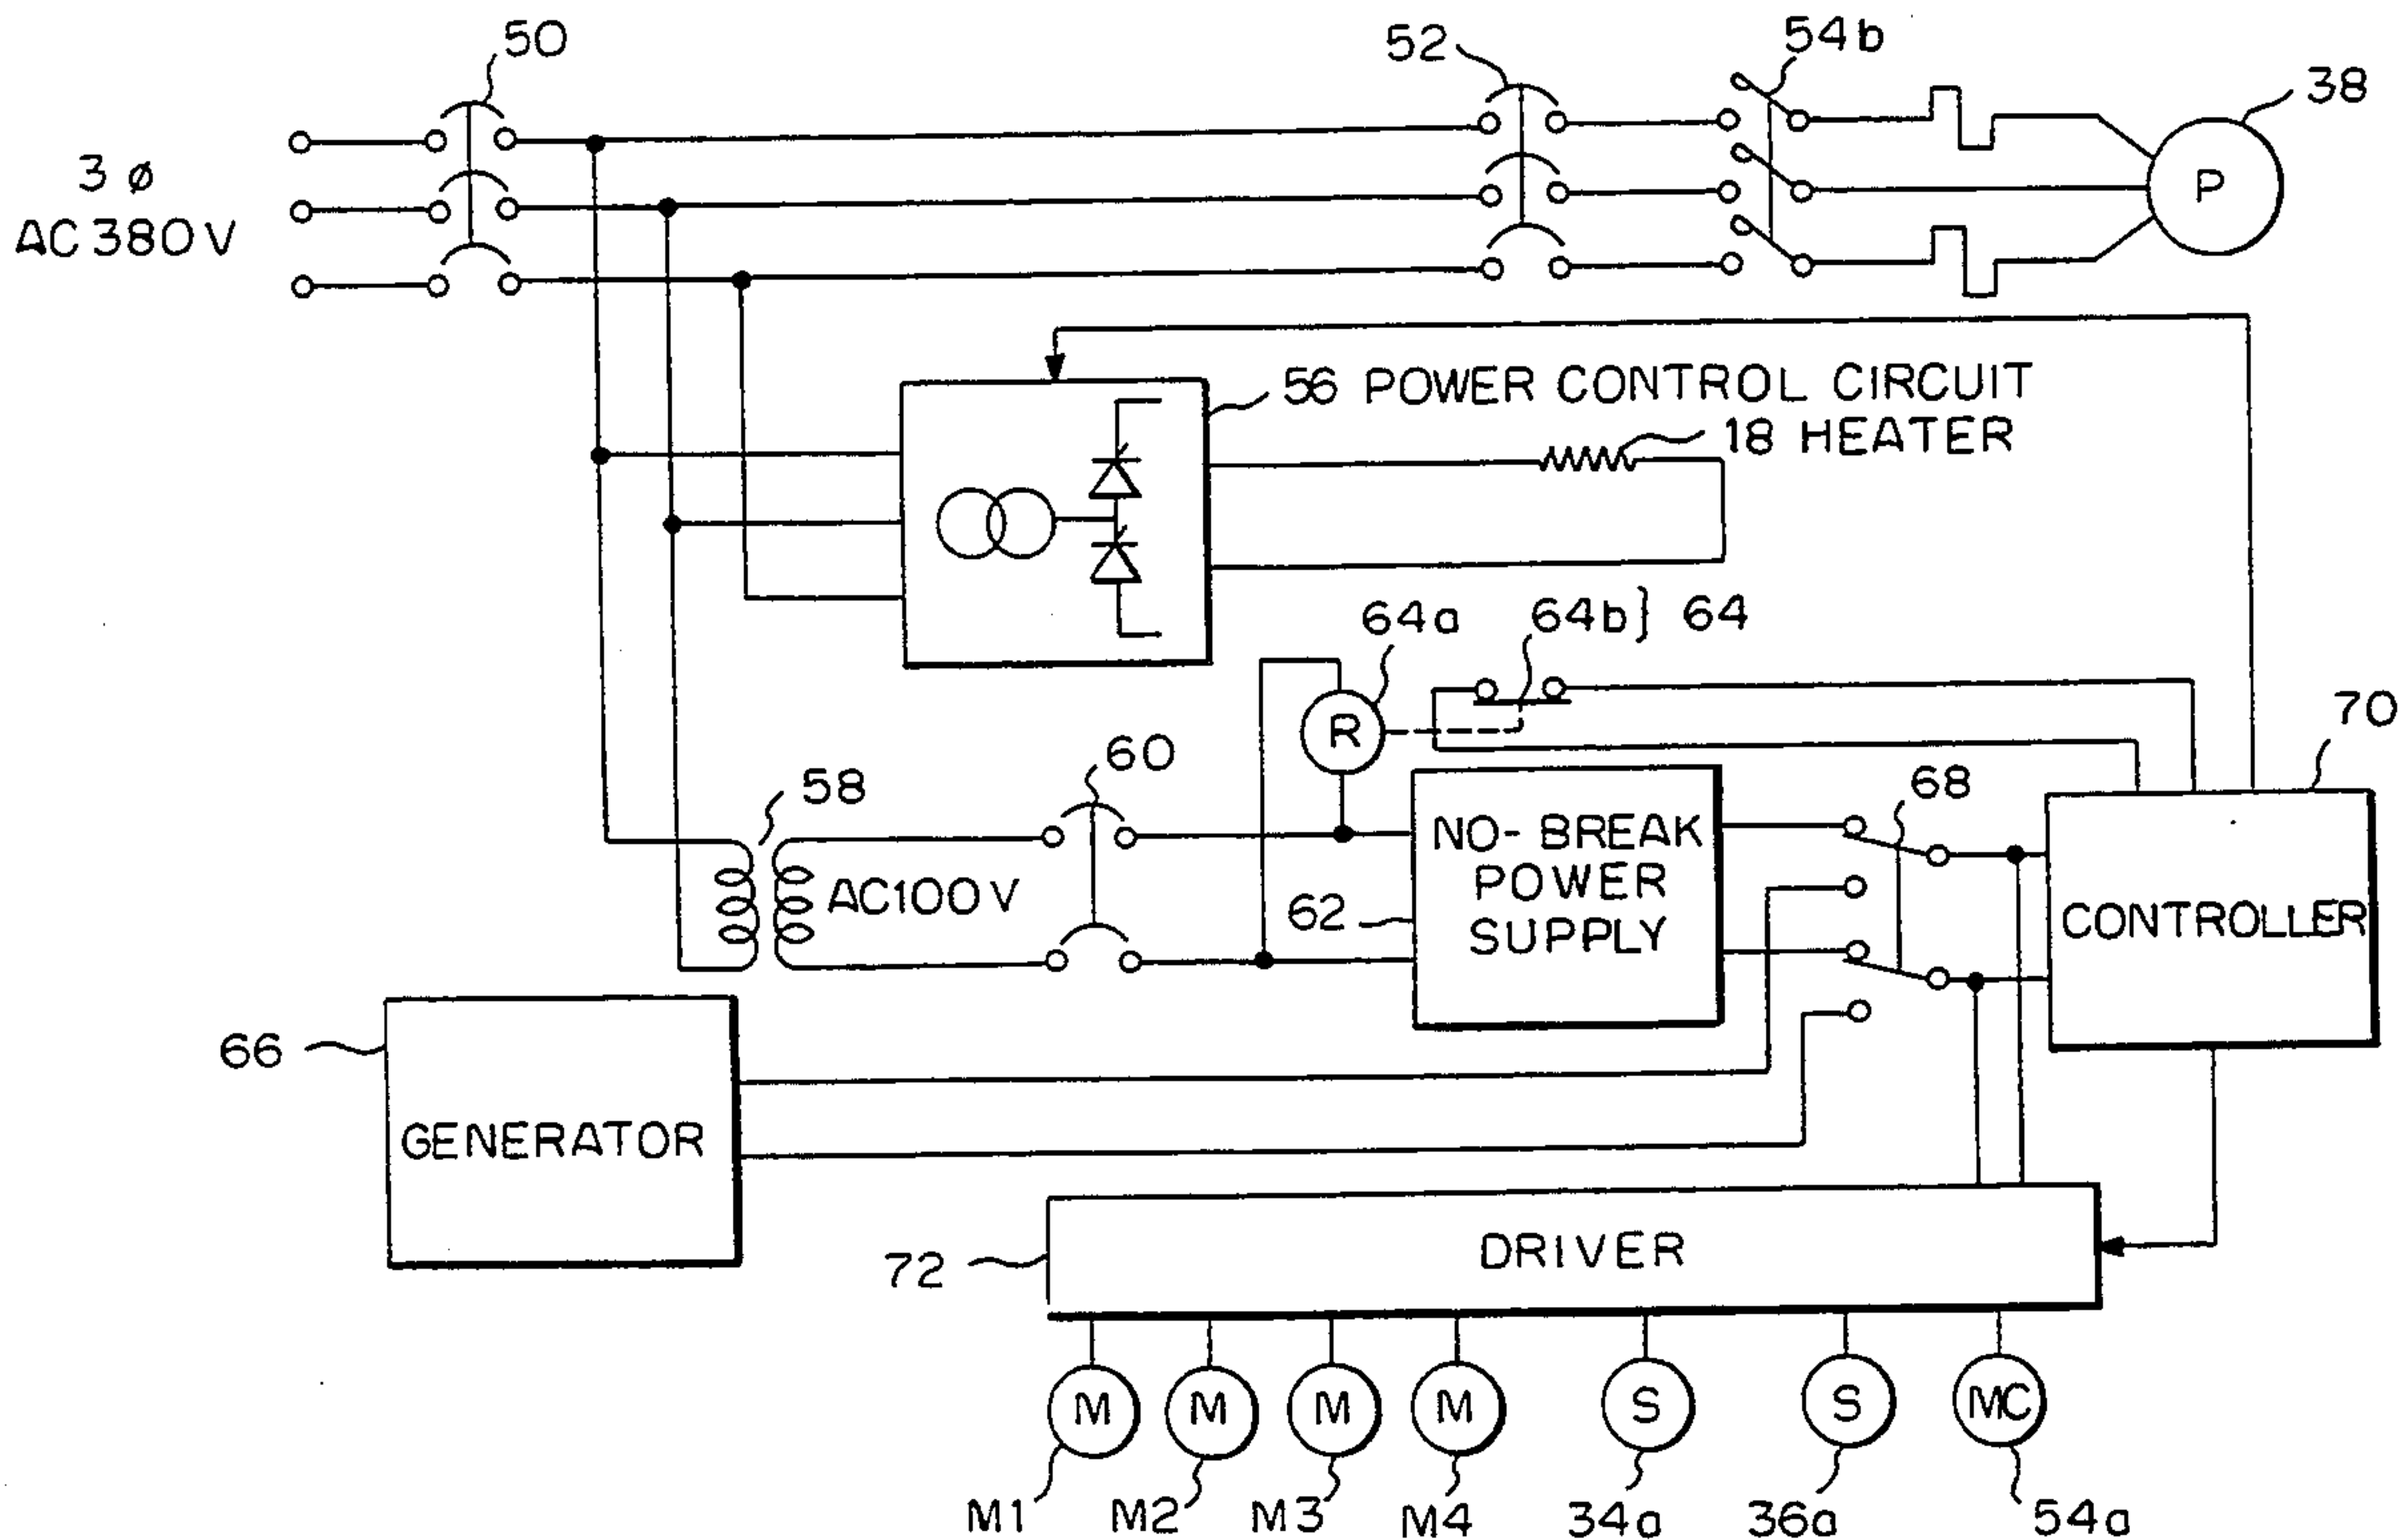 50
52
54b
38
3 ø
AC 380 V
P
56 POWER CONTROL CIRCUIT
18 HEATER
64a
64b } 64
R
70
58
60
68
AC 100 V
62
NO- BREAK
POWER
SUPPLY
CONTROLLER
66
GENERATOR
72
DRIVER
M
M
M
M
S
S
MC
M1
M2
M3
M4
34a
36a
54a